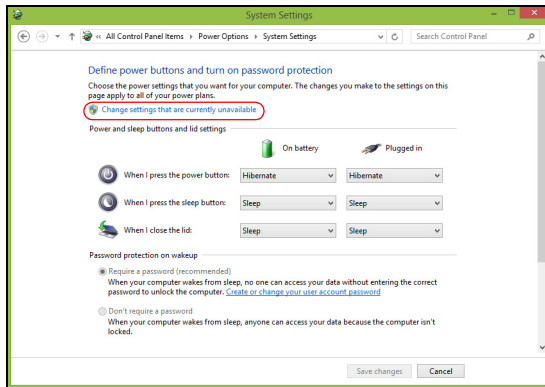 System Settings
« All Control Panel Items › Power Options › System Settings
Search Control Panel
Define power buttons and turn on password protection
Choose the power settings that you want for your computer. The changes you make to the settings on this
page apply to all of your power plans.
Change settings that are currently unavailable
Power and sleep buttons and lid settings
On battery Plugged in
When I press the power button: Hibernate Hibernate
When I press the sleep button: Sleep Sleep
When I close the lid: Sleep Sleep
Password protection on wakeup
Require a password (recommended)
When your computer wakes from sleep, no one can access your data without entering the correct
password to unlock the computer. Create or change your user account password
Don't require a password
When your computer wakes from sleep, anyone can access your data because the computer isn't
locked.
Save changes Cancel